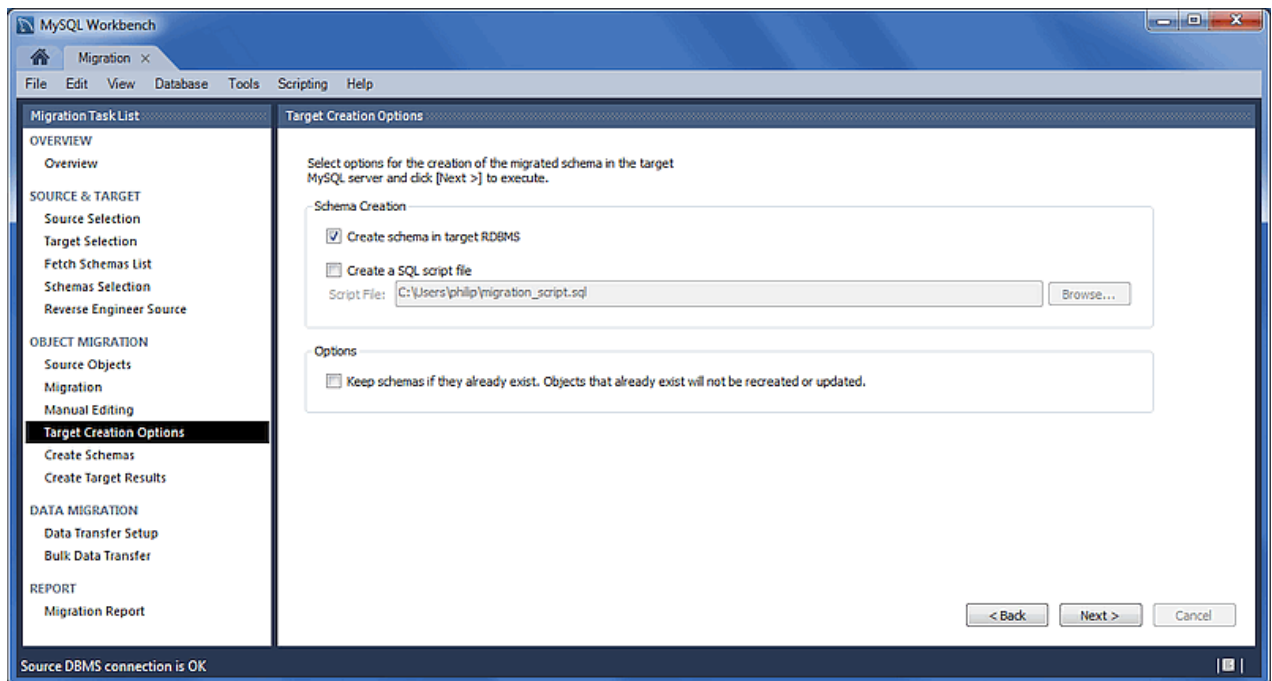 MySQL Workbench
Migration ×
File Edit View Database Tools Scripting Help
Migration Task List
OVERVIEW
Overview
SOURCE & TARGET
Source Selection
Target Selection
Fetch Schemas List
Schemas Selection
Reverse Engineer Source
OBJECT MIGRATION
Source Objects
Migration
Manual Editing
Target Creation Options
Create Schemas
Create Target Results
DATA MIGRATION
Data Transfer Setup
Bulk Data Transfer
REPORT
Migration Report
Target Creation Options
Select options for the creation of the migrated schema in the target
MySQL server and click [Next >] to execute.
Schema Creation
Create schema in target RDBMS
Create a SQL script file
Script File: C:\Users\philip\migration_script.sql Browse...
Options
Keep schemas if they already exist. Objects that already exist will not be recreated or updated.
< Back Next > Cancel
Source DBMS connection is OK